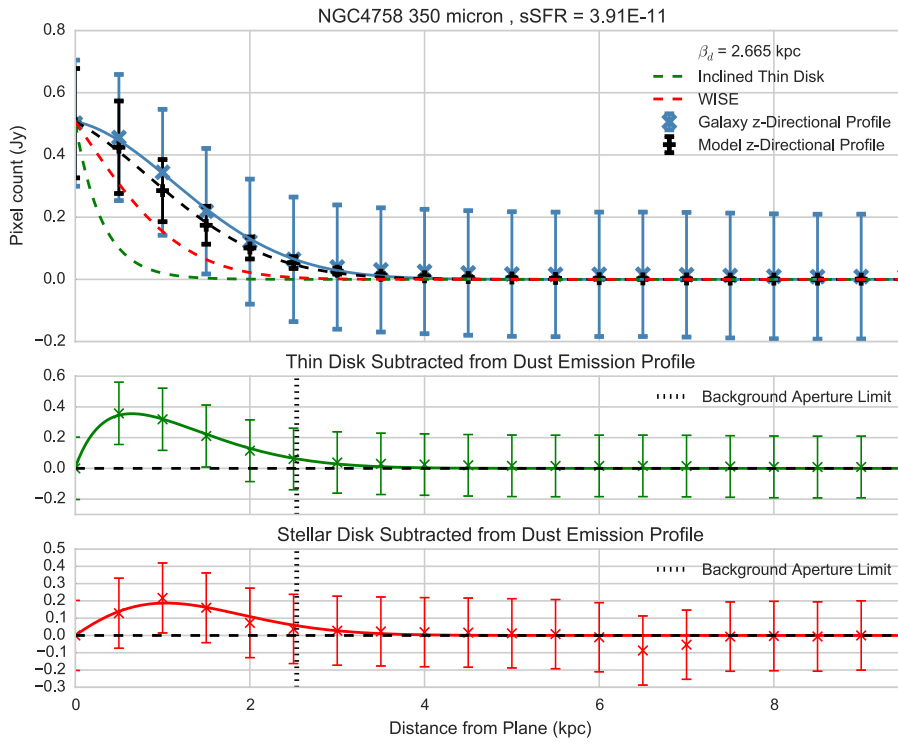 NGC4758 350 micron , sSFR = 3.91E-11
0.8
0.6
0.4
0.2
0.0
−0.2
Pixel count (Jy)
β_d = 2.665 kpc
Inclined Thin Disk
WISE
Galaxy z-Directional Profile
Model z-Directional Profile
Thin Disk Subtracted from Dust Emission Profile
0.6
0.4
0.2
0.0
−0.2
Background Aperture Limit
Stellar Disk Subtracted from Dust Emission Profile
0.5
0.4
0.3
0.2
0.1
0.0
−0.1
−0.2
−0.3
Background Aperture Limit
0 2 4 6 8
Distance from Plane (kpc)